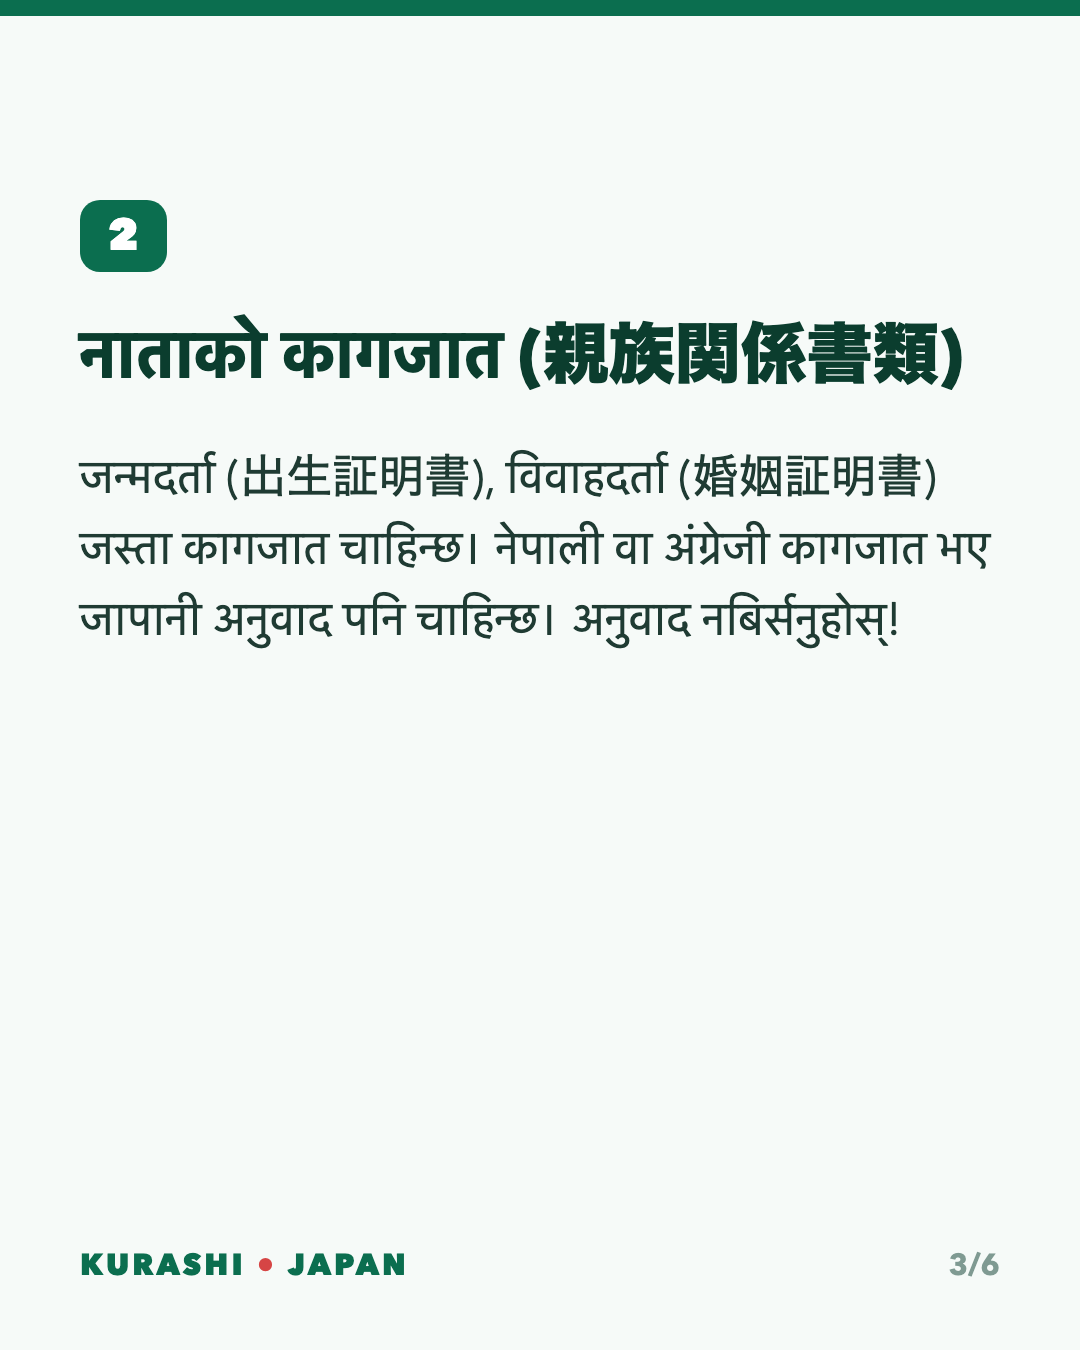 2
नाताको कागजात (親族関係書類)
जन्मदर्ता (出生証明書), विवाहदर्ता (婚姻証明書)
जस्ता कागजात चाहिन्छ। नेपाली वा अंग्रेजी कागजात भए
जापानी अनुवाद पनि चाहिन्छ। अनुवाद नबिर्सनुहोस्!
KURASHI • JAPAN
3/6